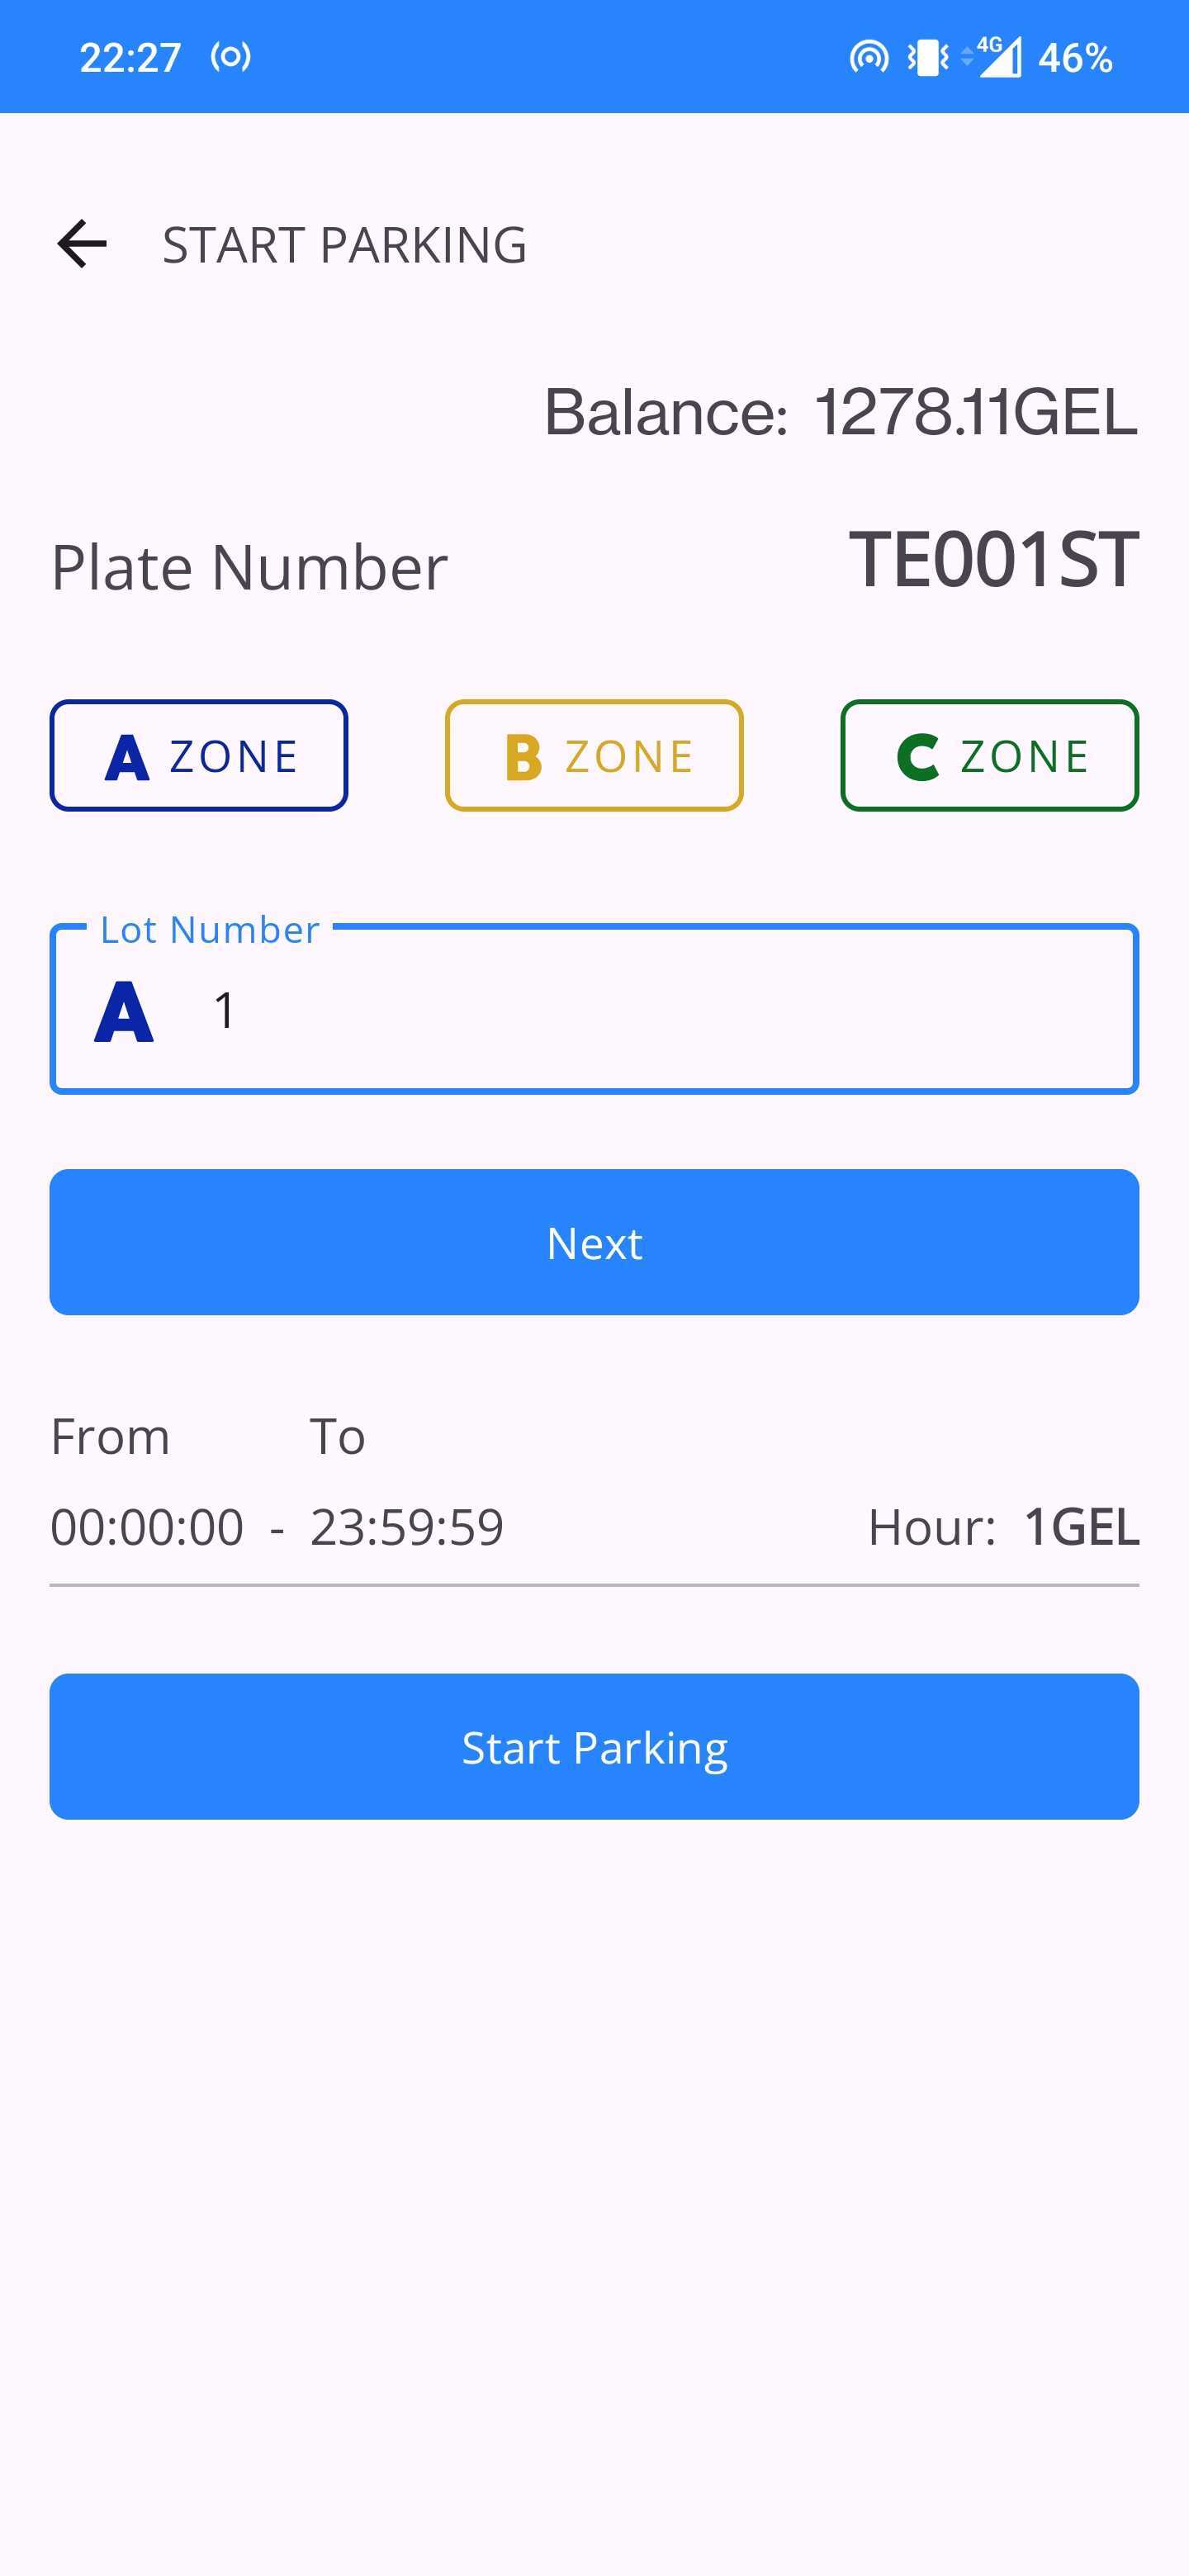 22:27 4G 46%
START PARKING
Balance: 1278.11GEL
Plate Number TE001ST
A ZONE B ZONE C ZONE
Lot Number
A 1
Next
From To
00:00:00 - 23:59:59 Hour: 1GEL
Start Parking